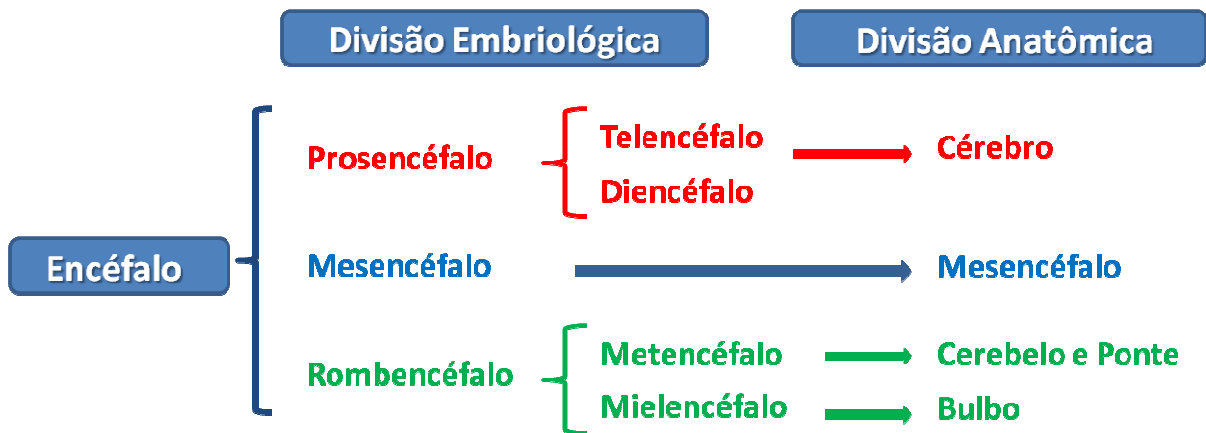 Divisão Embriológica
Divisão Anatômica
Telencéfalo
Cérebro
Prosencéfalo
Diencéfalo
Encéfalo
Mesencéfalo
Mesencéfalo
Metencéfalo
Cerebelo e Ponte
Rombencéfalo
Mielencéfalo
Bulbo